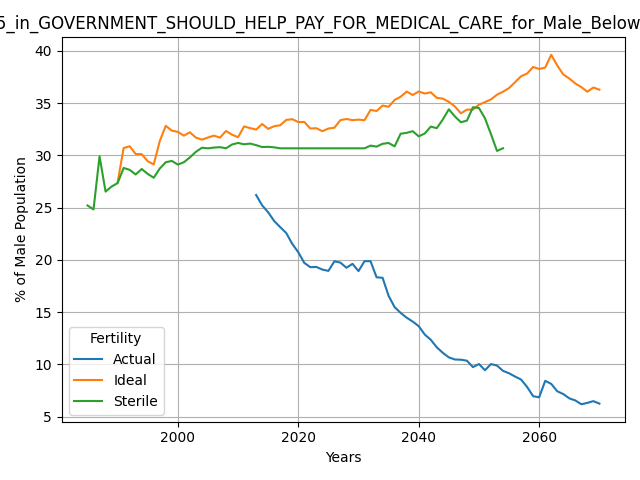 5_in_GOVERNMENT_SHOULD_HELP_PAY_FOR_MEDICAL_CARE_for_Male_Below
% of Male Population
40
35
30
25
20
15
10
5
Fertility
Actual
Ideal
Sterile
2000
2020
2040
2060
Years